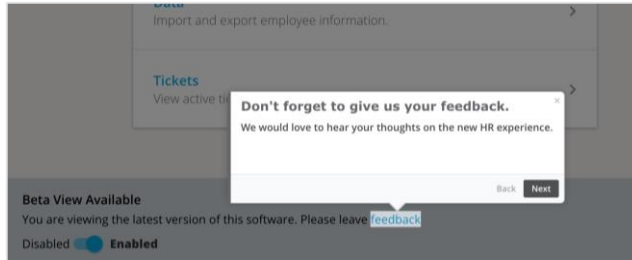 Data
Import and export employee information.
Tickets
View active
Don't forget to give us your feedback.
We would love to hear your thoughts on the new HR experience.
Back Next
Beta View Available
You are viewing the latest version of this software. Please leave feedback
Disabled Enabled